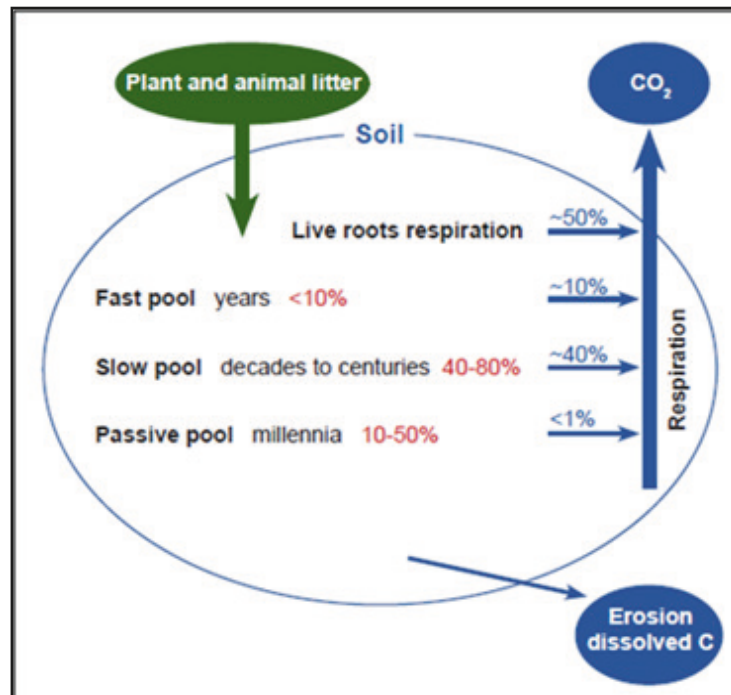 Plant and animal litter
CO₂
Soil
Live roots respiration ~50%
Fast pool years <10% ~10%
Slow pool decades to centuries 40-80% ~40%
Passive pool millennia 10-50% <1%
Respiration
Erosion
dissolved C